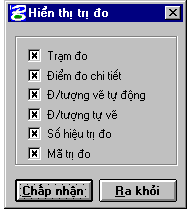 Hiển thị trị đo
Trạm đo
Điểm đo chi tiết
Đ/tượng vẽ tự động
Đ/tượng tự vẽ
Số hiệu trị đo
Mã trị đo
Chấp nhận
Ra khỏi